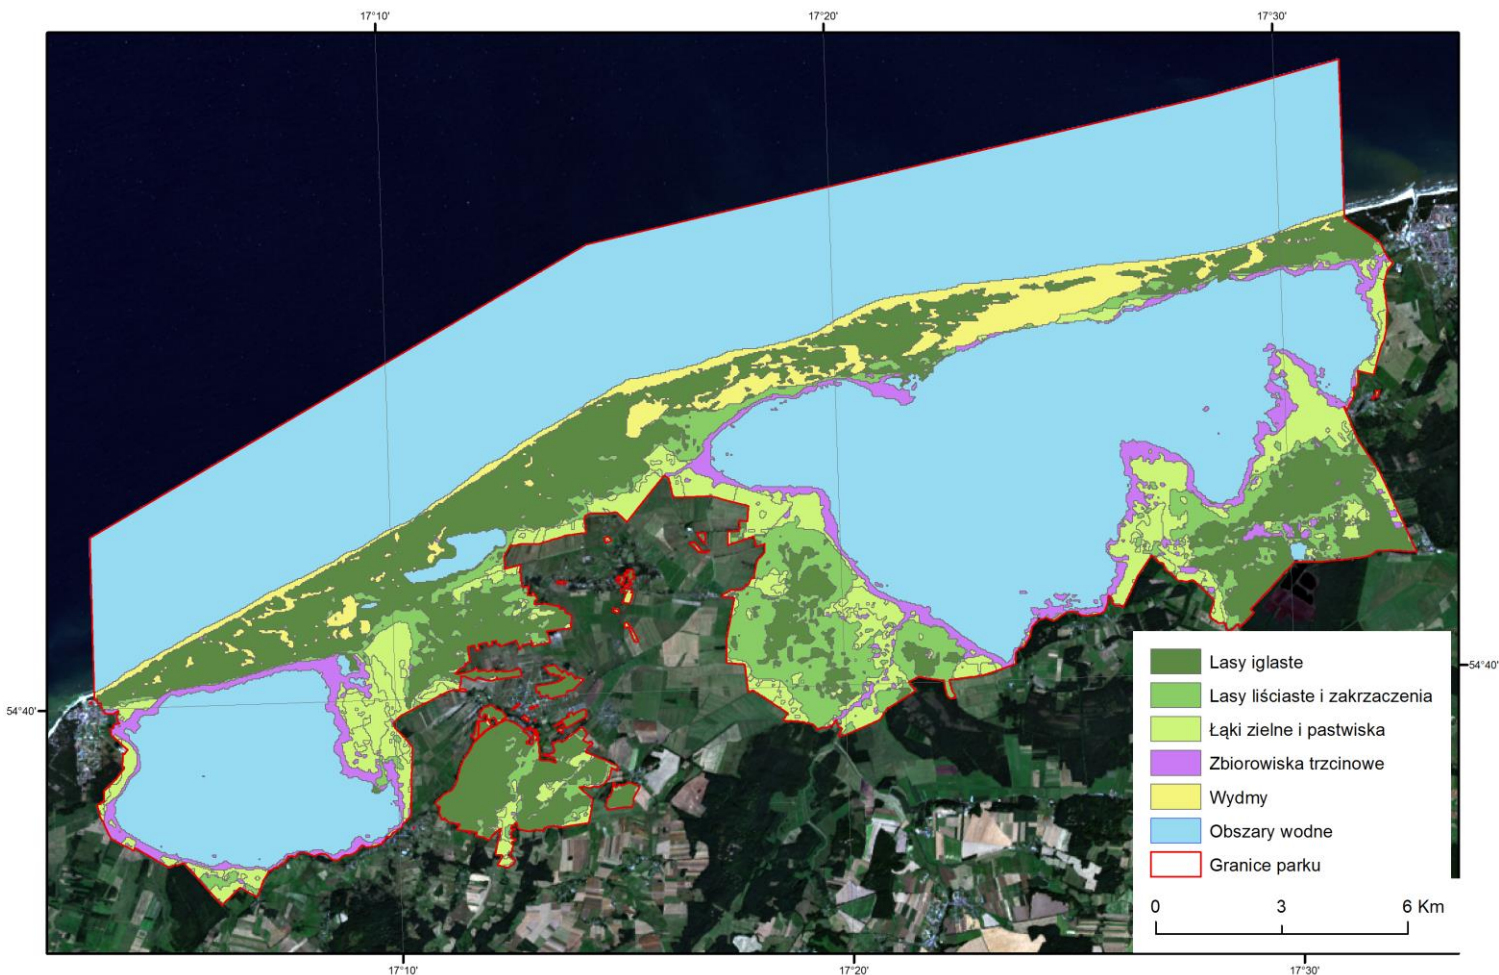 17°10' 17°20' 17°30'
54°40'
54°40'
Lasy iglaste
Lasy liściaste i zakrzaczenia
Łąki zielne i pastwiska
Zbiorowiska trzcinowe
Wydmy
Obszary wodne
Granice parku
0 3 6 Km
17°10' 17°20' 17°30'